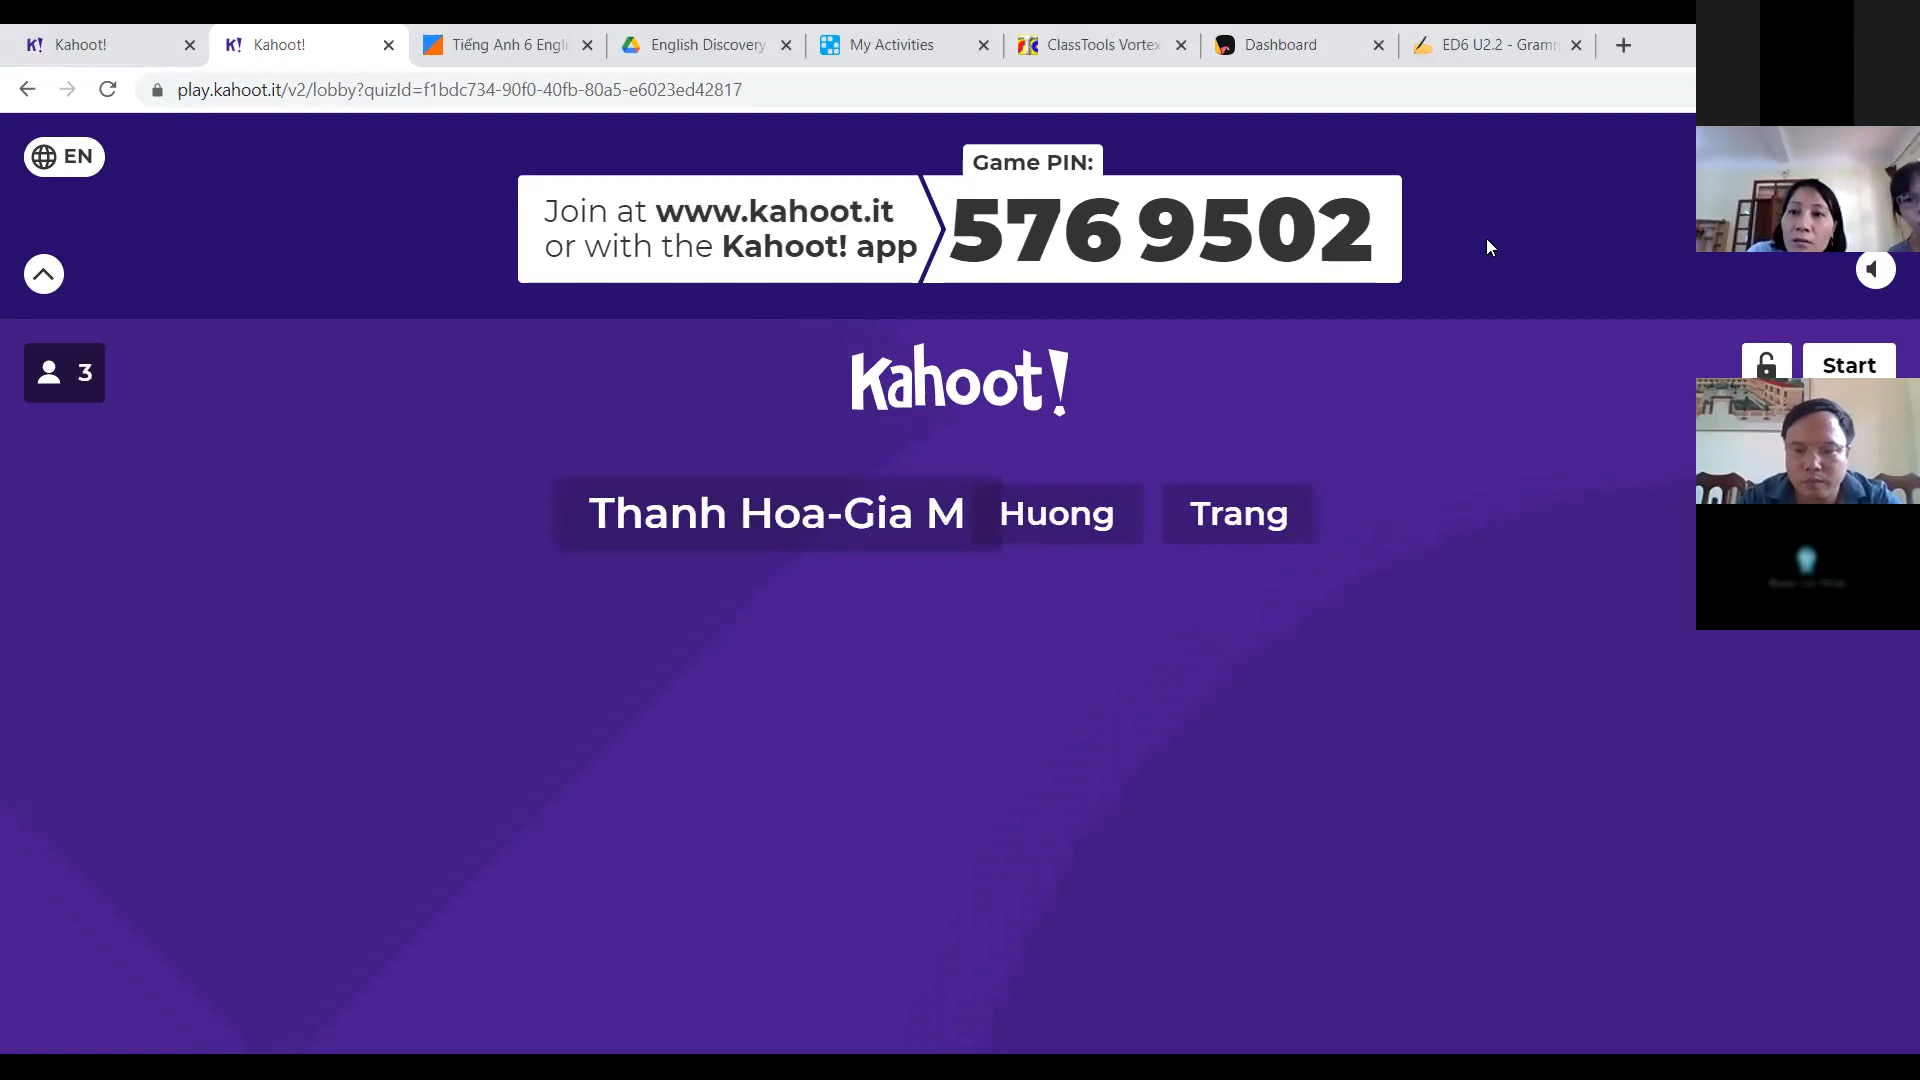 Kahoot!
Kahoot!
Tiếng Anh 6 Engli
English Discovery
My Activities
ClassTools Vortex
Dashboard
ED6 U2.2 - Gram
play.kahoot.it/v2/lobby?quizId=f1bdc734-90f0-40fb-80a5-e6023ed42817
EN
Game PIN:
Join at www.kahoot.it
or with the Kahoot! app
576 9502
3
Kahoot!
Start
Thanh Hoa-Gia M
Huong
Trang